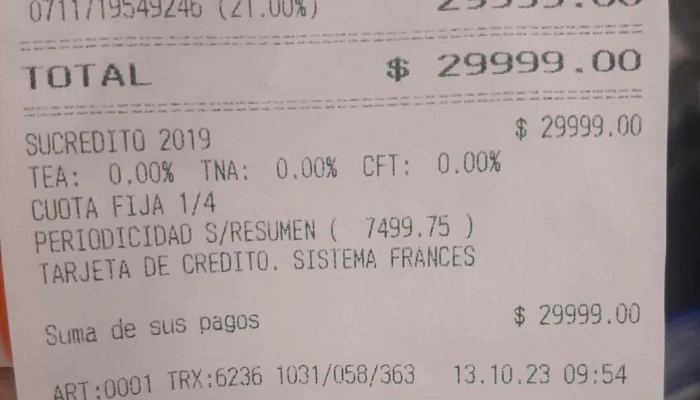 0711719549246 (21.00%) 29999.00
TOTAL $ 29999.00
SUCREDITO 2019 $ 29999.00
TEA: 0.00% TNA: 0.00% CFT: 0.00%
CUOTA FIJA 1/4
PERIODICIDAD S/RESUMEN ( 7499.75 )
TARJETA DE CREDITO. SISTEMA FRANCES
Suma de sus pagos $ 29999.00
ART:0001 TRX:6236 1031/058/363 13.10.23 09:54